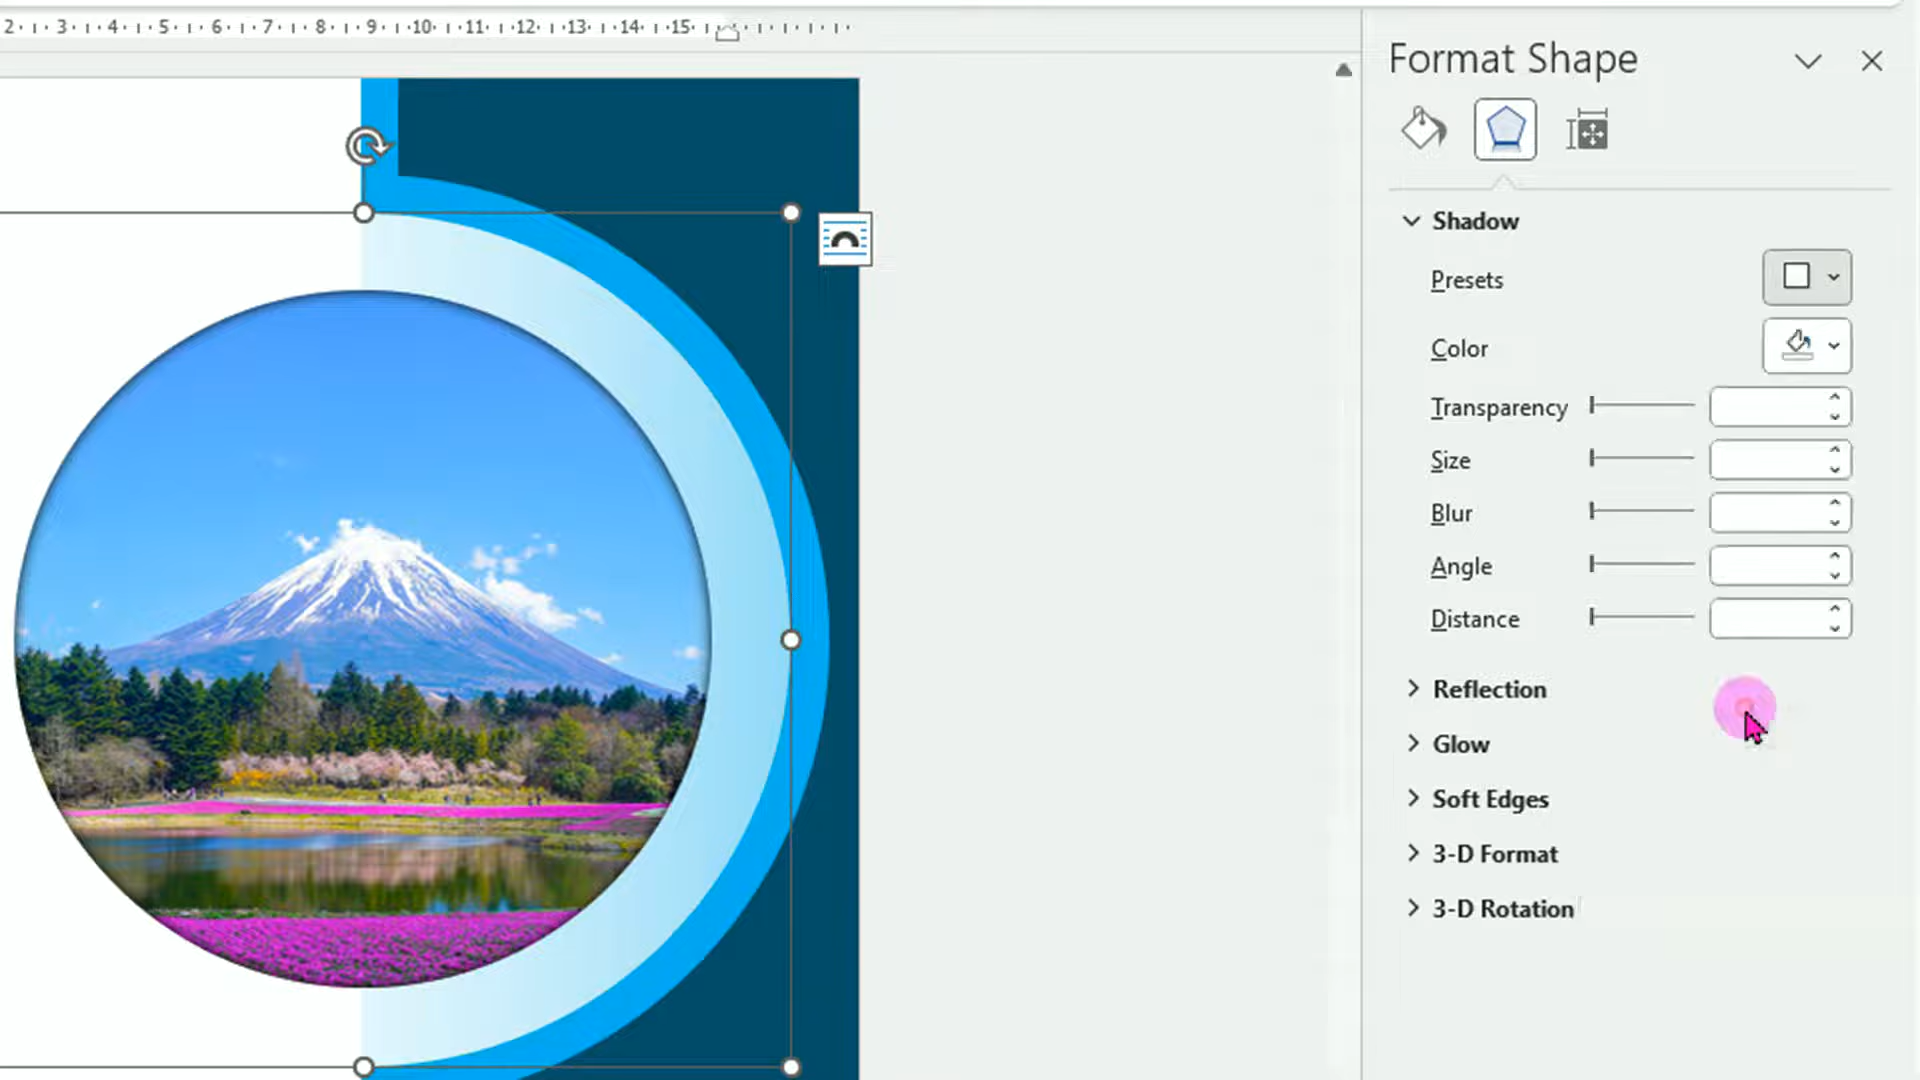 2 3 4 5 6 7 8 9 10 11 12 13 14 15
Format Shape
Shadow
Presets
Color
Transparency
Size
Blur
Angle
Distance
Reflection
Glow
Soft Edges
3-D Format
3-D Rotation